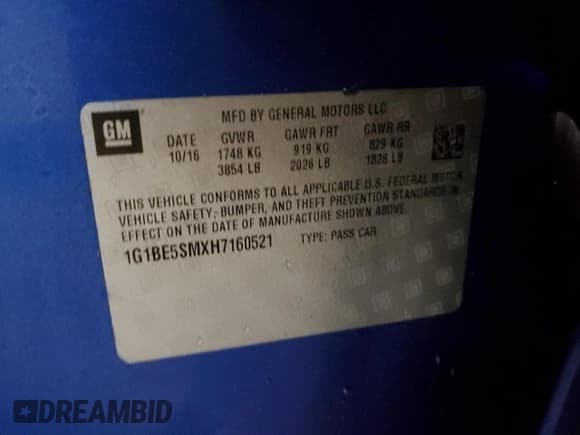 GM
MFD BY GENERAL MOTORS LLC
DATE GVWR GAWR FRT GAWR RR
10/16 1748 KG 919 KG 829 KG
3854 LB 2026 LB 1828 LB
THIS VEHICLE CONFORMS TO ALL APPLICABLE U.S. FEDERAL MOTOR
VEHICLE SAFETY, BUMPER, AND THEFT PREVENTION STANDARDS IN
EFFECT ON THE DATE OF MANUFACTURE SHOWN ABOVE.
1G1BE5SMXH7160521 TYPE: PASS CAR
DREAMBID